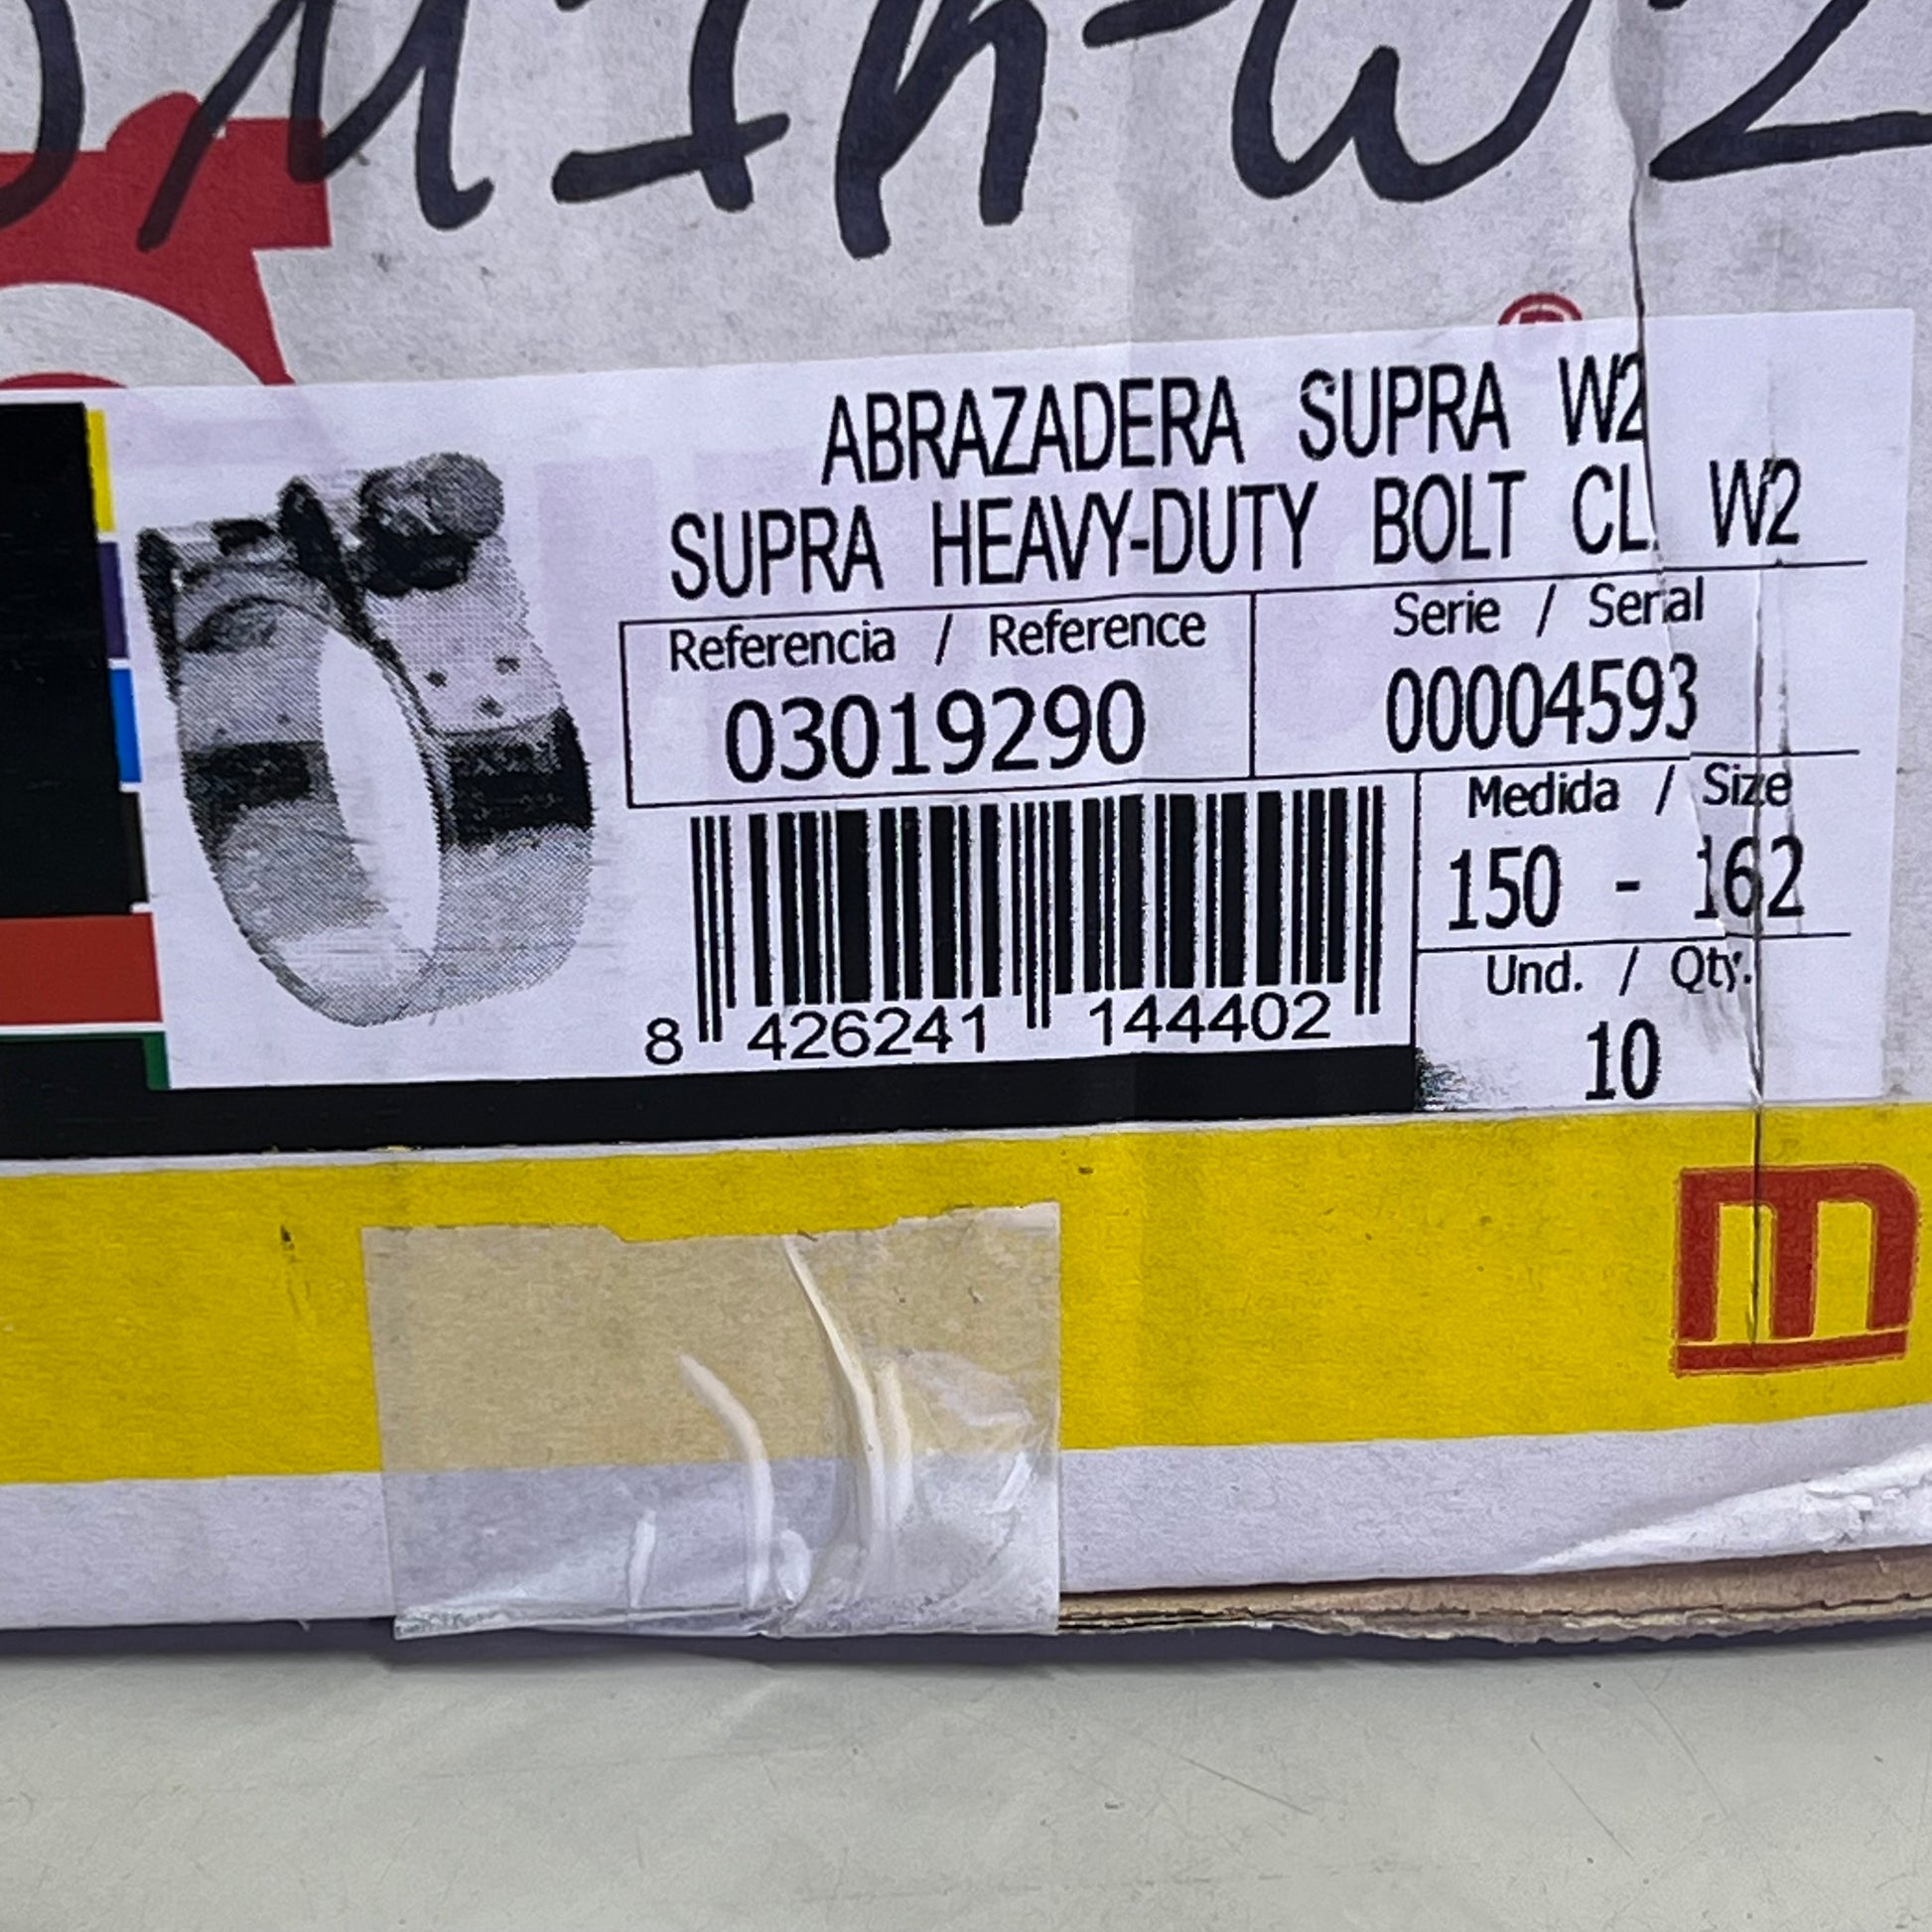 ®
ABRAZADERA SUPRA W2
SUPRA HEAVY-DUTY BOLT CL. W2
Referencia / Reference
03019290
Serie / Serial
00004593
Medida / Size
150 - 162
Und. / Qty.
10
8 426241 144402
m